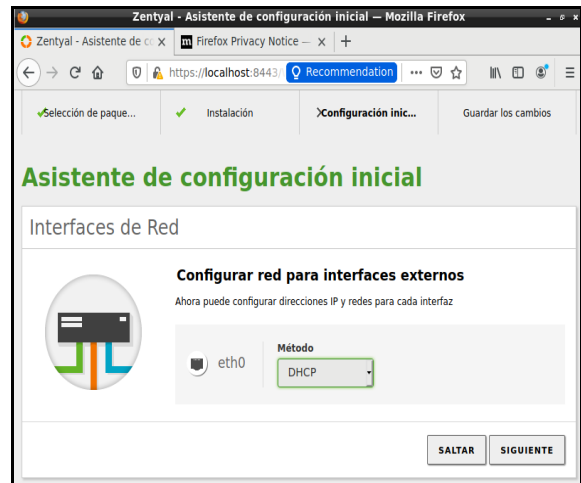 Zentyal - Asistente de configuración inicial — Mozilla Firefox
Zentyal - Asistente de co
Firefox Privacy Notice —
https://localhost:8443/
Recommendation
Selección de paque...
Instalación
Configuración inic...
Guardar los cambios
Asistente de configuración inicial
Interfaces de Red
Configurar red para interfaces externos
Ahora puede configurar direcciones IP y redes para cada interfaz
eth0
Método
DHCP
SALTAR
SIGUIENTE